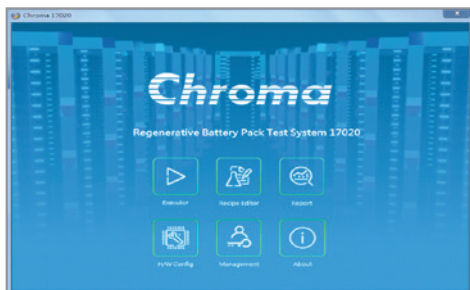 Chroma 17020
Chroma
Regenerative Battery Pack Test System 17020
Executor
Recipe Editor
Report
H/W Config
Management
About